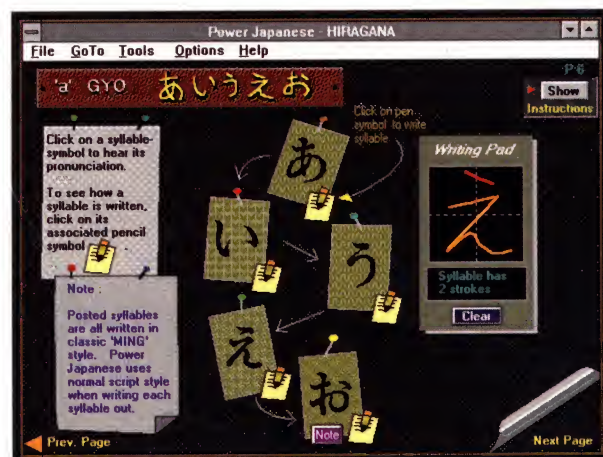 Power Japanese - HIRAGANA
File GoTo Tools Options Help
'a' GYO あいうえお
P-6
Show
Instructions
Click on a syllable-
symbol to hear its
pronunciation.
To see how a
syllable is written,
click on its
associated pencil
symbol .
Note :
Posted syllables
are all written in
classic 'MING'
style. Power
Japanese uses
normal script style
when writing each
syllable out.
Click on pen
symbol to write
syllable
あ
い
う
え
お
Note
Writing Pad
え
Syllable has
2 strokes
Clear
Prev. Page
Next Page